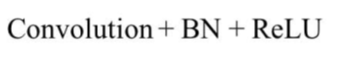 Convolution + BN + ReLU